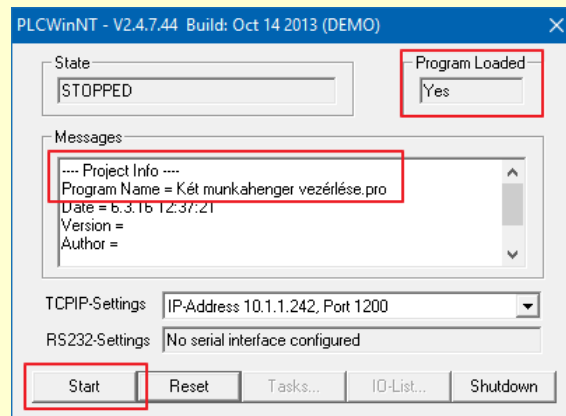 PLCWinNT - V2.4.7.44 Build: Oct 14 2013 (DEMO)
State
STOPPED
Program Loaded
Yes
Messages
---- Project Info ----
Program Name = Két munkahenger vezérlése.pro
Date = 6.3.16 12:37:21
Version =
Author =
TCPIP-Settings
IP-Address 10.1.1.242, Port 1200
RS232-Settings
No serial interface configured
Start
Reset
Tasks...
IO-List...
Shutdown